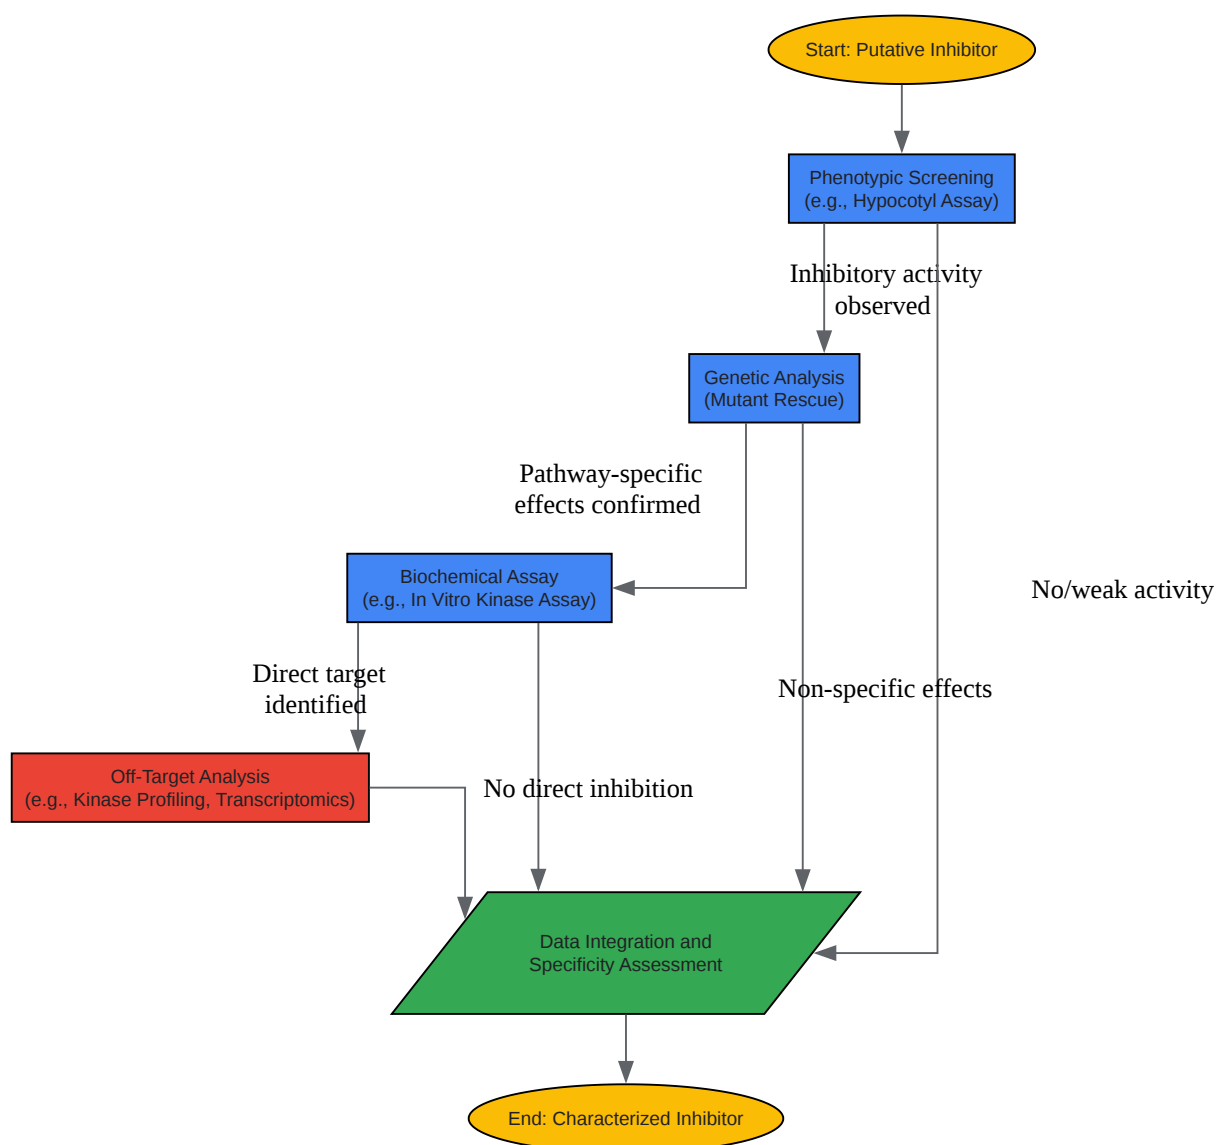 Start: Putative Inhibitor
Phenotypic Screening
(e.g., Hypocotyl Assay)
Inhibitory activity
observed
Genetic Analysis
(Mutant Rescue)
Pathway-specific
effects confirmed
Biochemical Assay
(e.g., In Vitro Kinase Assay)
No/weak activity
Direct target
identified
Non-specific effects
Off-Target Analysis
(e.g., Kinase Profiling, Transcriptomics)
No direct inhibition
Data Integration and
Specificity Assessment
End: Characterized Inhibitor